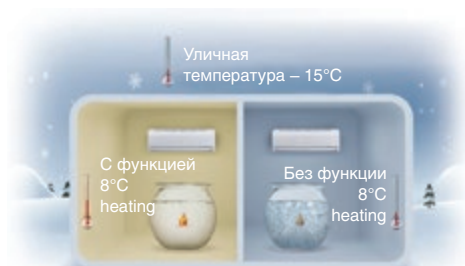 Уличная
температура – 15°C
С функцией
8°C
heating
Без функции
8°C
heating